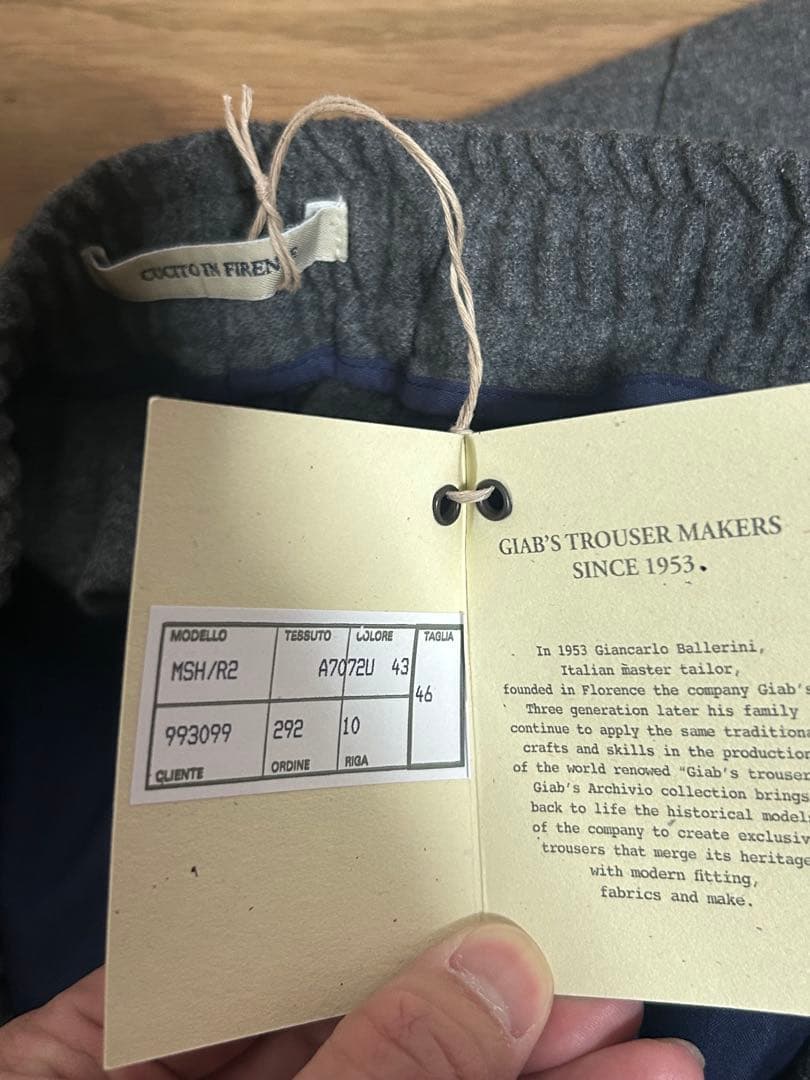 CUCITO IN FIREN E
GIAB'S TROUSER MAKERS
SINCE 1953.
MODELLO TESSUTO COLORE TAGLIA
MSH/R2 A7072U 43
46
993099 292 10
CLIENTE ORDINE RIGA
In 1953 Giancarlo Ballerini,
Italian master tailor,
founded in Florence the company Giab's
Three generation later his family
continue to apply the same traditiona
crafts and skills in the production
of the world renowned "Giab's trouser
Giab's Archivio collection brings
back to life the historical model
of the company to create exclusiv
trousers that merge its heritage
with modern fitting,
fabrics and make.